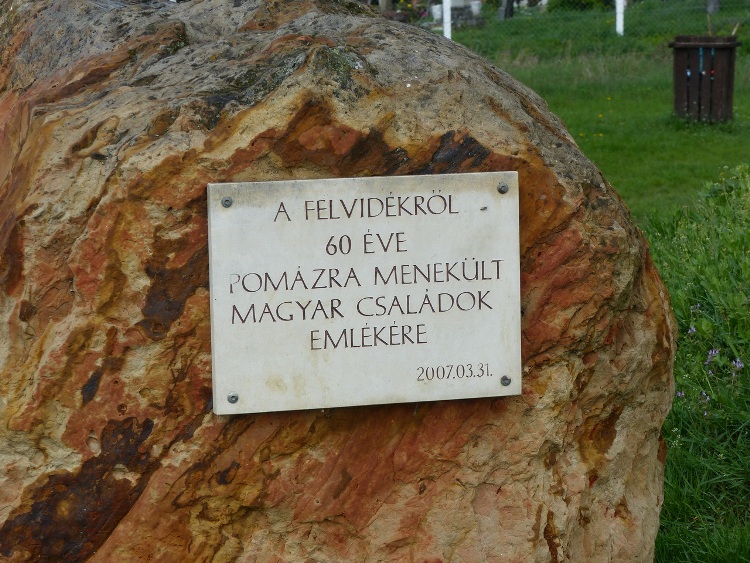 A FELVIDÉKRŐL
60 ÉVE
POMÁZRA MENEKÜLT
MAGYAR CSALÁDOK
EMLÉKÉRE
2007.03.31.